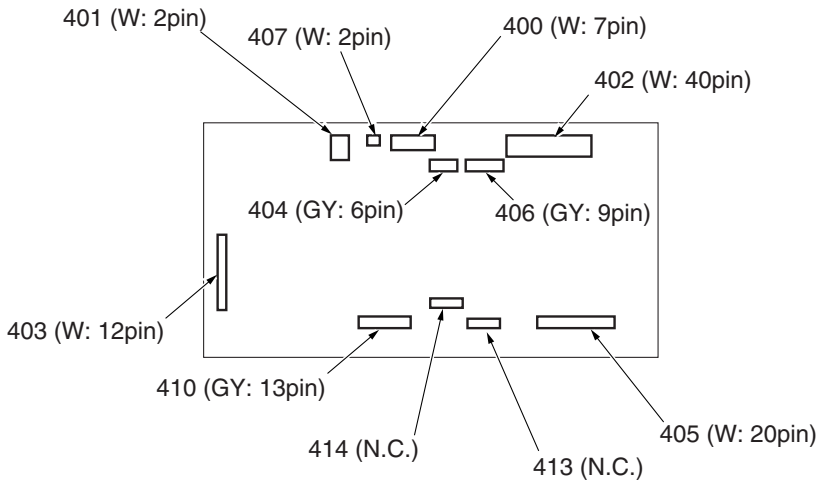 401 (W: 2pin)
407 (W: 2pin)
400 (W: 7pin)
402 (W: 40pin)
404 (GY: 6pin)
406 (GY: 9pin)
403 (W: 12pin)
410 (GY: 13pin)
414 (N.C.)
413 (N.C.)
405 (W: 20pin)